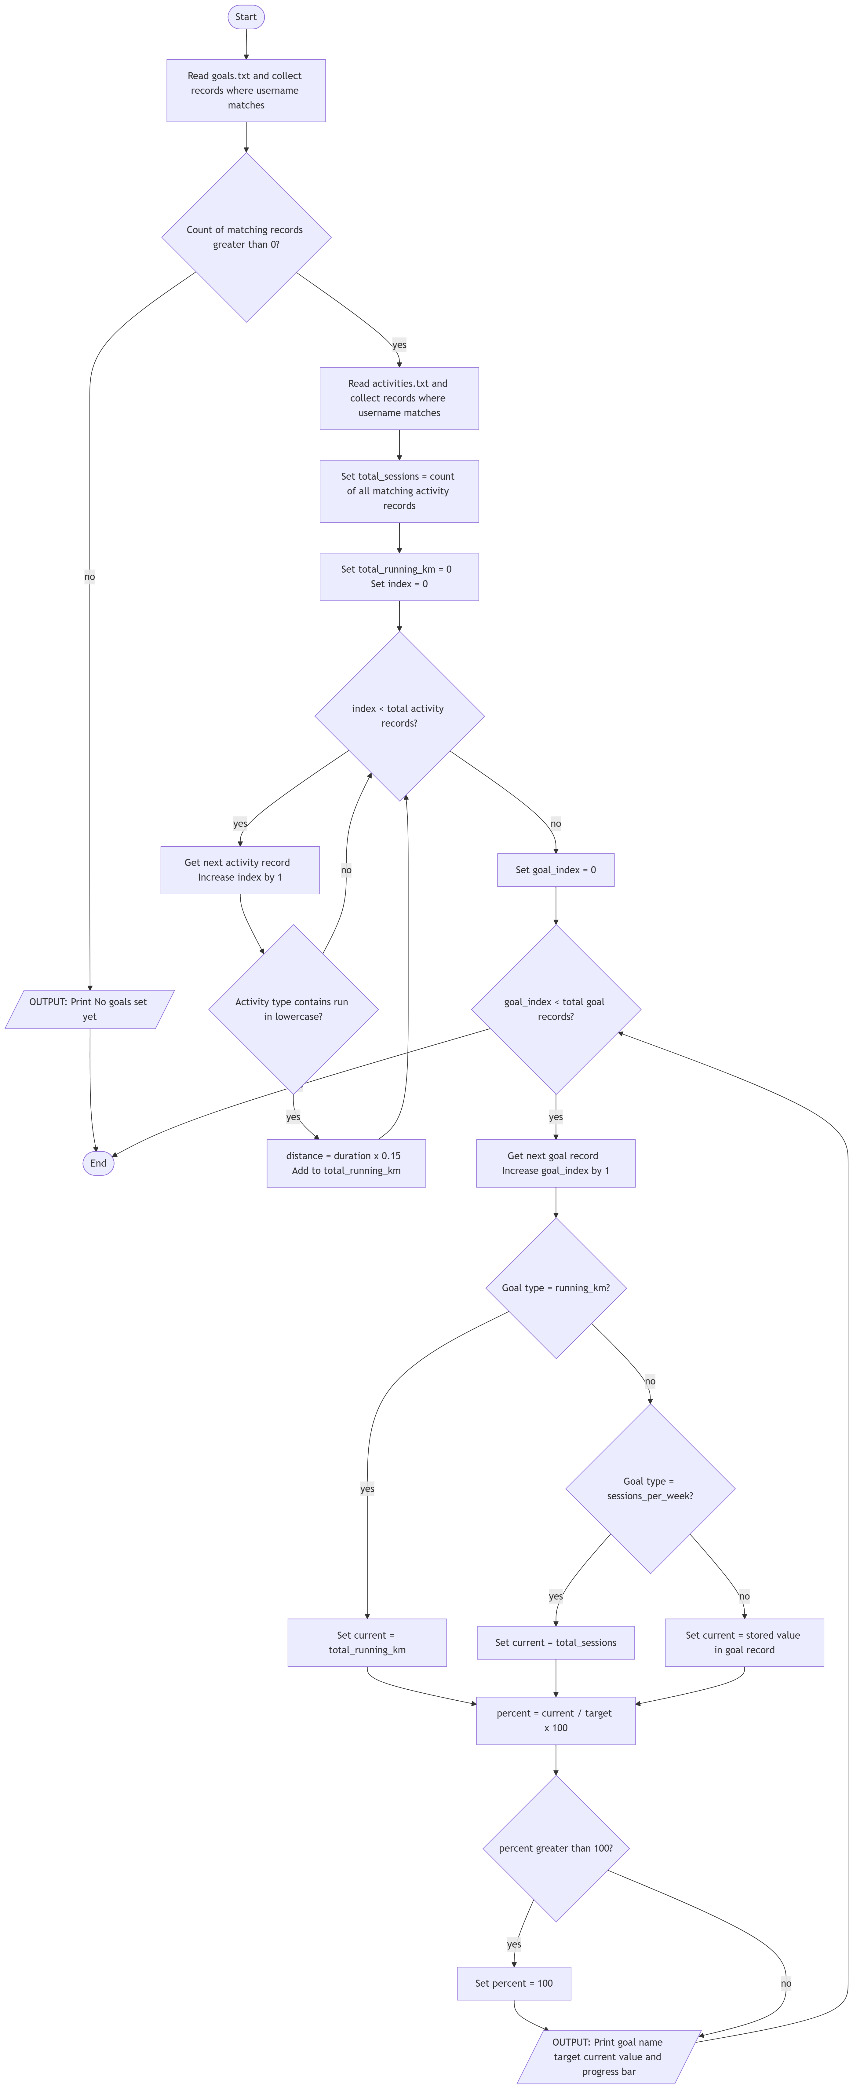 Start
Read goals.txt and collect
records where username
matches
Count of matching records
greater than 0?
yes
Read activities.txt and
collect records where
username matches
Set total_sessions = count
of all matching activity
records
no
Set total_running_km = 0
Set index = 0
index < total activity
records?
yes
no
Get next activity record
Increase index by 1
no
Set goal_index = 0
OUTPUT: Print No goals set
yet
Activity type contains run
in lowercase?
goal_index < total goal
records?
yes
yes
End
distance = duration x 0.15
Add to total_running_km
Get next goal record
Increase goal_index by 1
Goal type = running_km?
no
yes
Goal type =
sessions_per_week?
yes
no
Set current =
total_running_km
Set current = total_sessions
Set current = stored value
in goal record
percent = current / target
x 100
percent greater than 100?
yes
no
Set percent = 100
OUTPUT: Print goal name
target current value and
progress bar